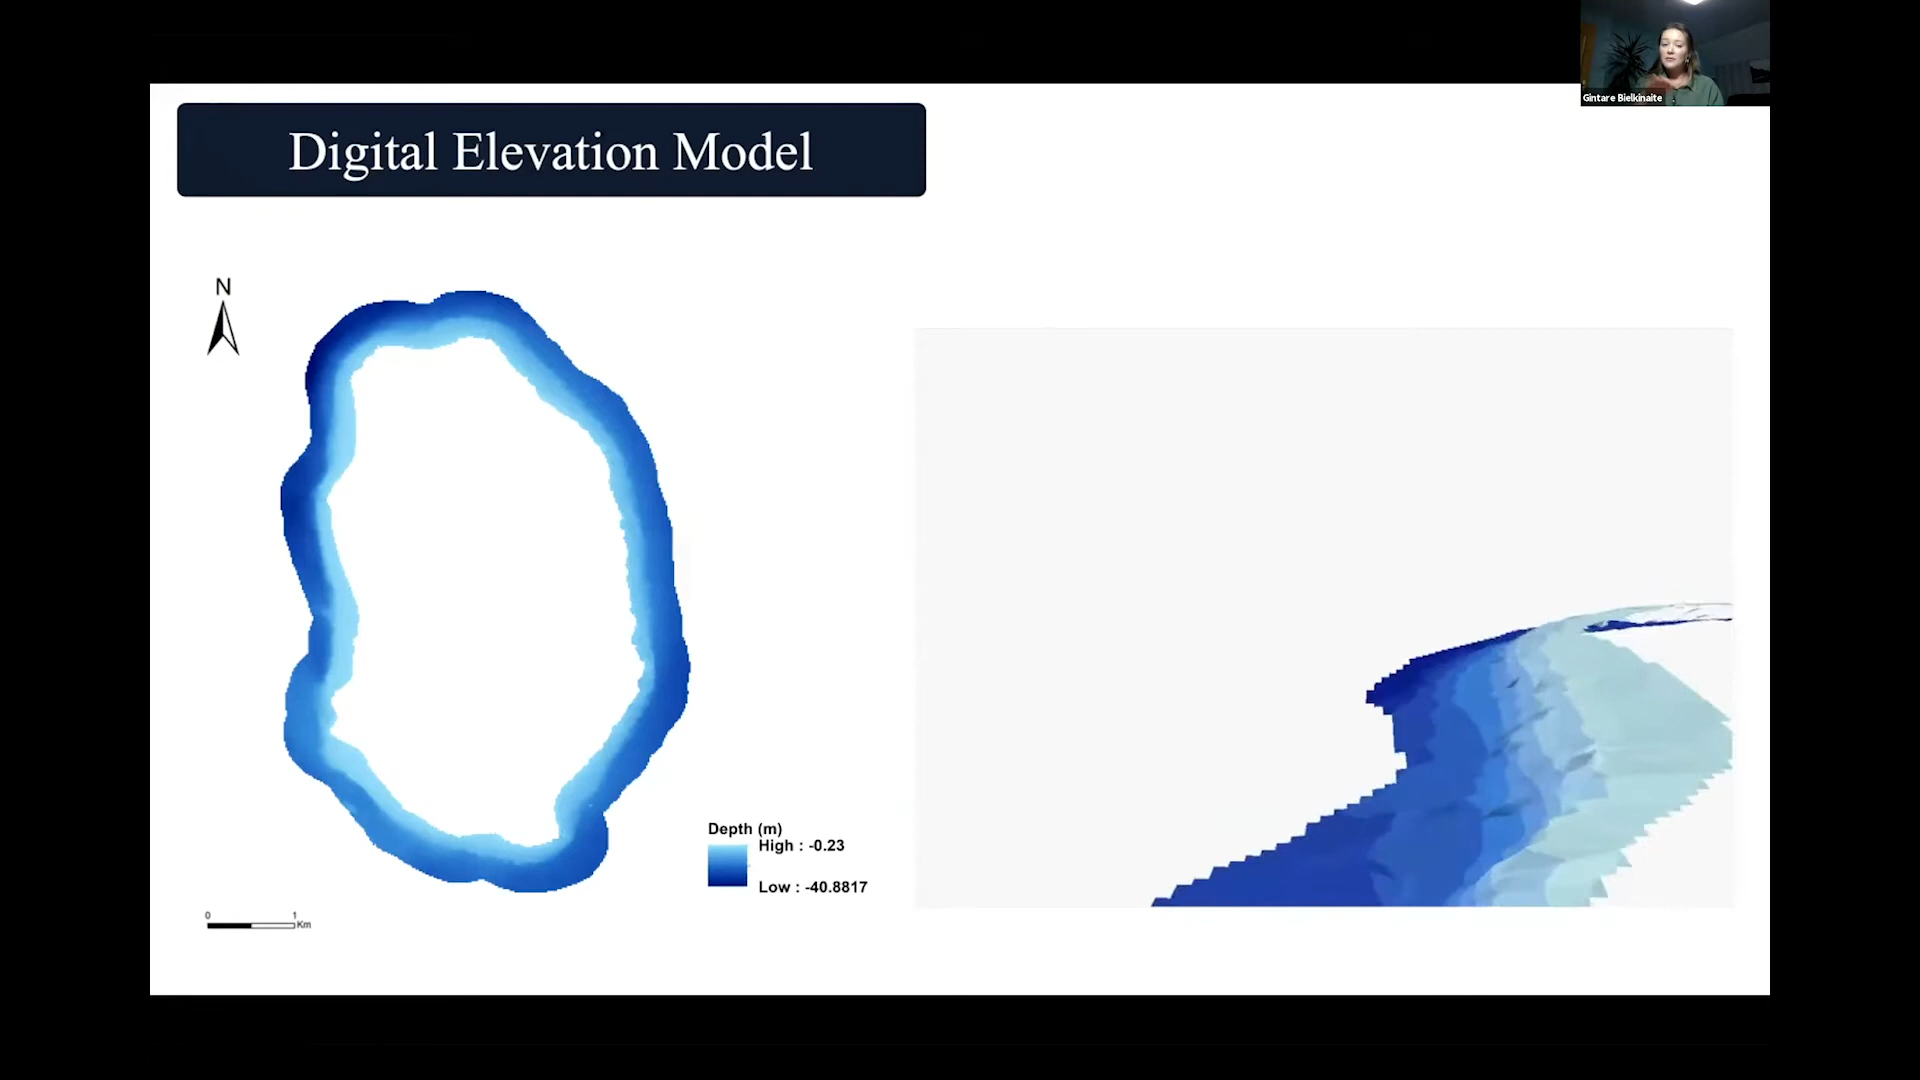 Gintare Bielkinaite
Digital Elevation Model
N
Depth (m)
High : -0.23
Low : -40.8817
0 1
Km